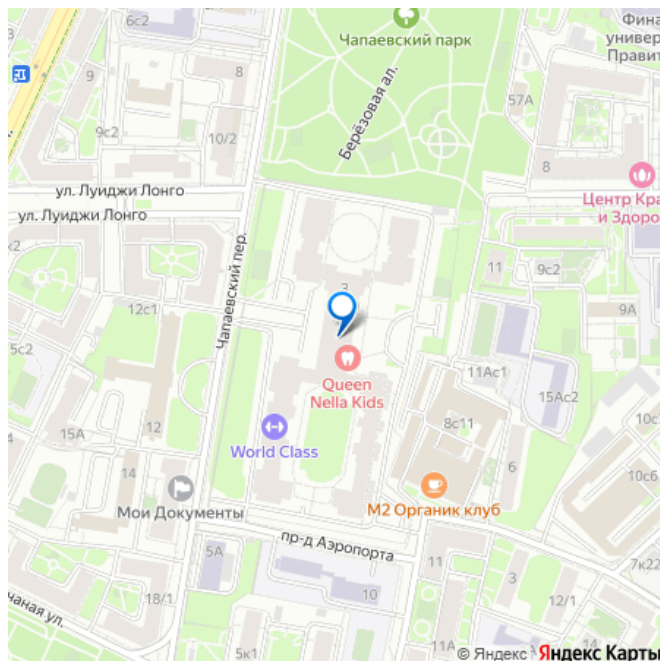 6с2
Чапаевский парк
Фина
универ
Правит
9
8
Берёзовая ал.
57А
9с2
10/2
8
Центр Кра
и Здоро
ул. Луиджи Лонго
ул. Луиджи Лонго
Чапаевский пер.
к2
11
9с2
3
12с1
9А
5с2
11Ас1
Queen
Nella Kids
15Ас2
8с11
10с
15А
12
World Class
14
6
10с6
Мои Документы
М2 Органик клуб
пр-д Аэропорта
5А
11
7к22
3
10
18/1
12/1
чаная ул.
5к1
11А
© Яндекс
Яндекс Карты